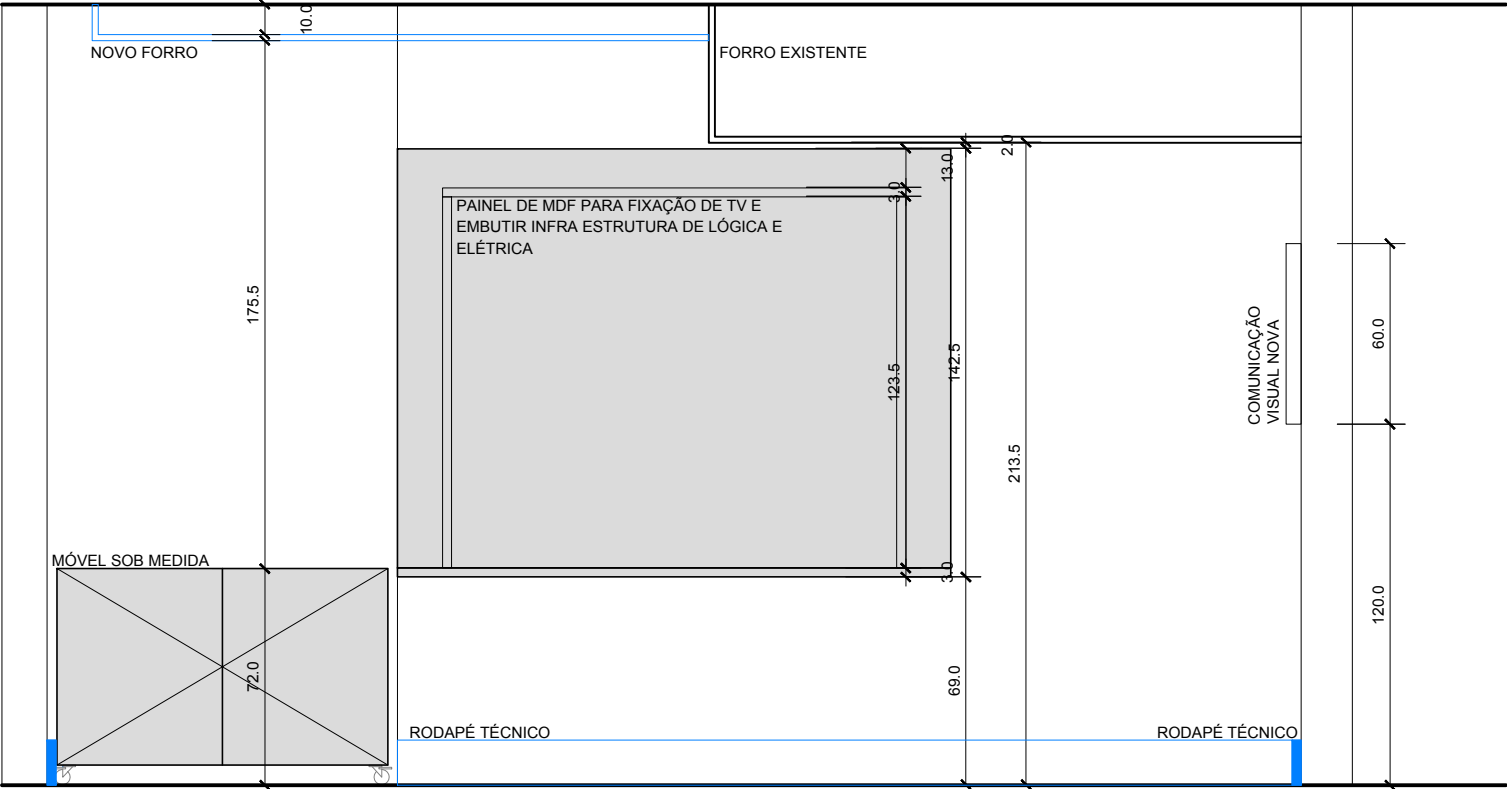 10.0
NOVO FORRO
FORRO EXISTENTE
2.0
13.0
3.0
PAINEL DE MDF PARA FIXAÇÃO DE TV E
EMBUTIR INFRA ESTRUTURA DE LÓGICA E
ELÉTRICA
175.5
123.5
142.5
213.5
COMUNICAÇÃO
VISUAL NOVA
60.0
MÓVEL SOB MEDIDA
3.0
120.0
72.0
69.0
RODAPÉ TÉCNICO
RODAPÉ TÉCNICO